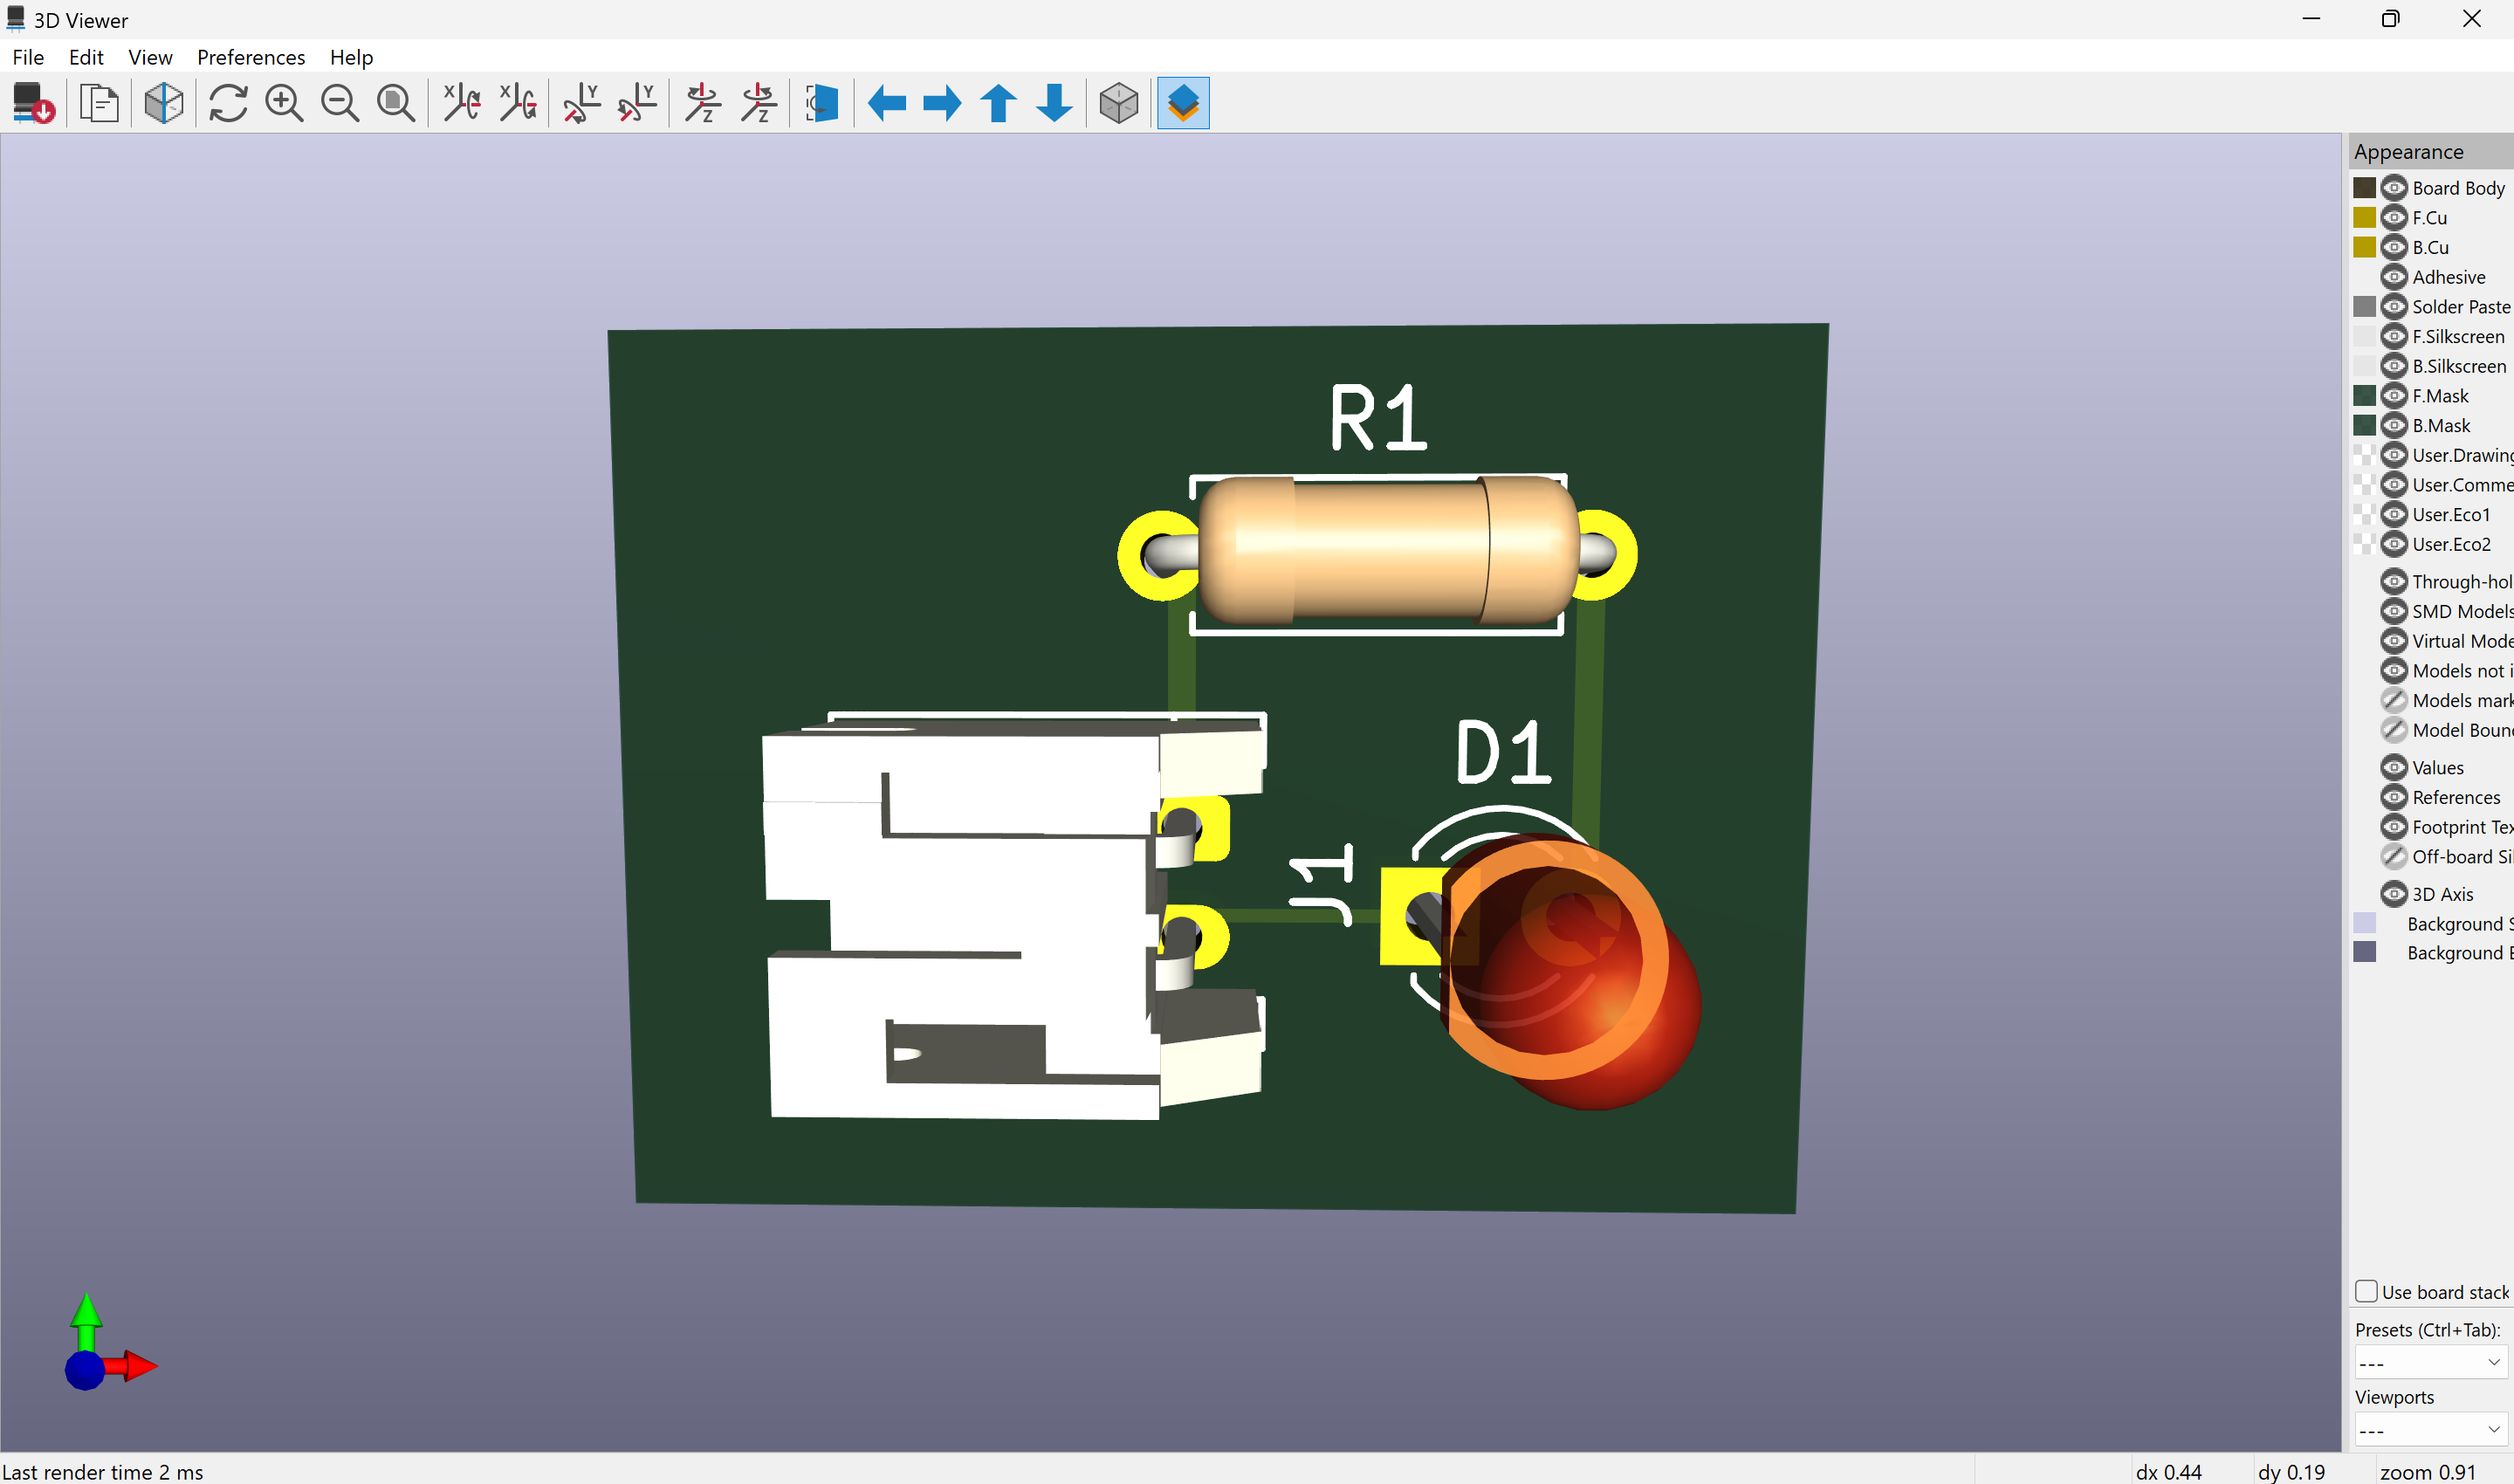 3D Viewer
File Edit View Preferences Help
X X Y Y Z Z
Appearance
Board Body
F.Cu
B.Cu
Adhesive
Solder Paste
F.Silkscreen
B.Silkscreen
F.Mask
B.Mask
User.Drawing
User.Comme
User.Eco1
User.Eco2
Through-hol
SMD Models
Virtual Mode
Models not i
Models mark
Model Boun
Values
References
Footprint Tex
Off-board Sil
3D Axis
Background S
Background E
R1
D1
J1
Use board stack
Presets (Ctrl+Tab):
---
Viewports
---
Last render time 2 ms
dx 0.44 dy 0.19 zoom 0.91